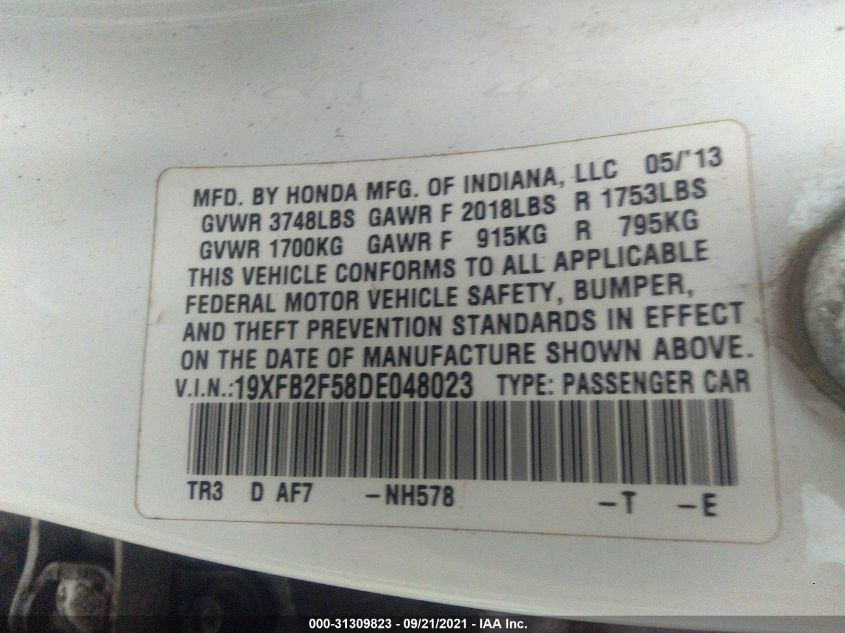 MFD. BY HONDA MFG. OF INDIANA, LLC 05/'13
GVWR 3748LBS GAWR F 2018LBS R 1753LBS
GVWR 1700KG GAWR F 915KG R 795KG
THIS VEHICLE CONFORMS TO ALL APPLICABLE
FEDERAL MOTOR VEHICLE SAFETY, BUMPER,
AND THEFT PREVENTION STANDARDS IN EFFECT
ON THE DATE OF MANUFACTURE SHOWN ABOVE.
V.I.N.:19XFB2F58DE048023 TYPE: PASSENGER CAR
TR3 D AF7 -NH578 -T -E
000-31309823 - 09/21/2021 - IAA Inc.